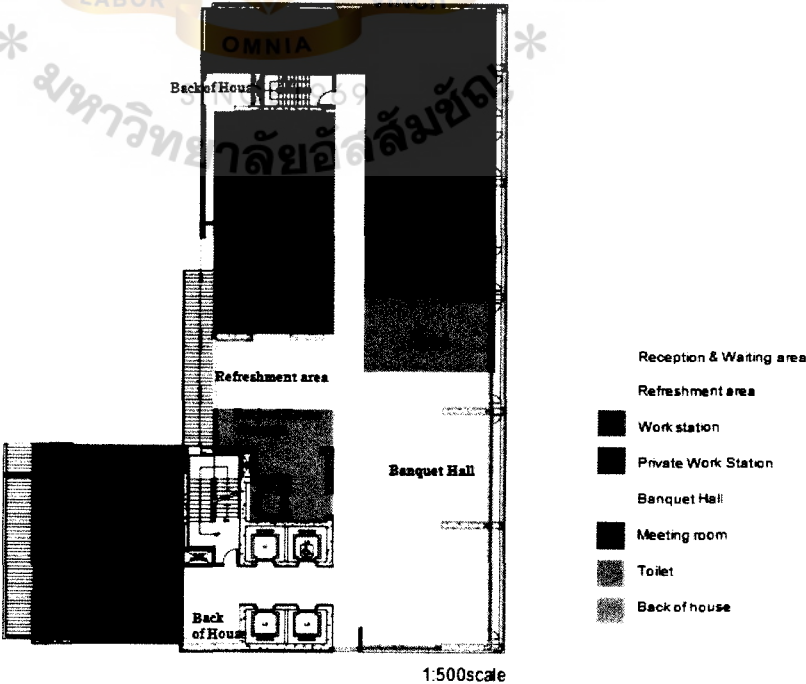 LABOR
OMNIA
มหาวิทยาลัยอัสสัมชัญ
Back of House
Refreshment area
Banquet Hall
Back
of House
Reception & Waiting area
Refreshment area
Work station
Private Work Station
Banquet Hall
Meeting room
Toilet
Back of house
1:500scale